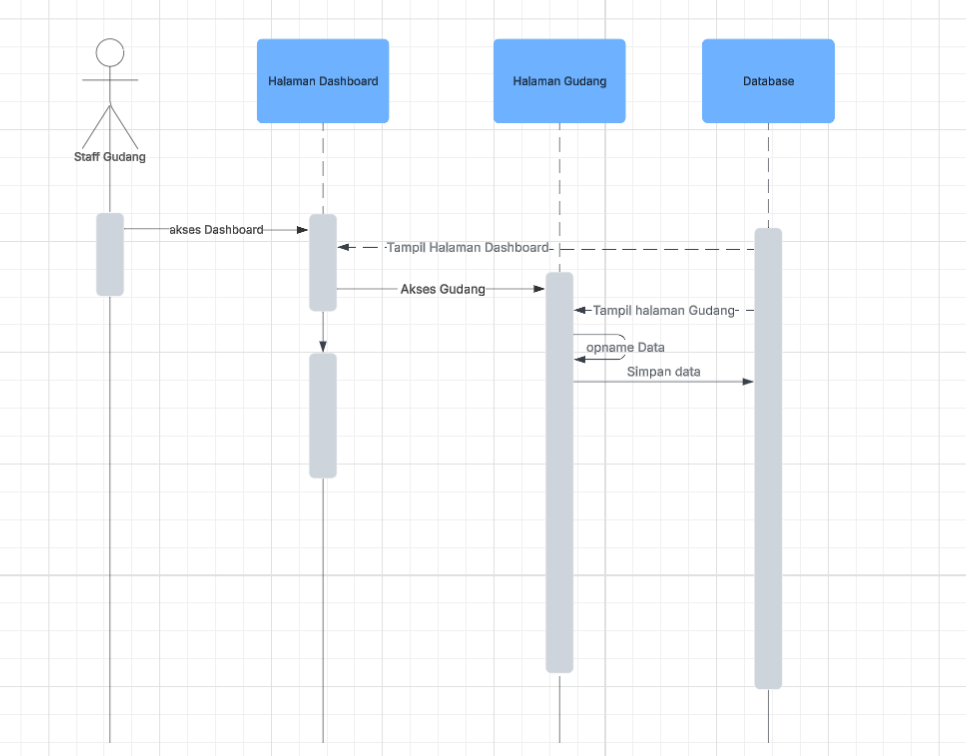 Halaman Dashboard
Halaman Gudang
Database
Staff Gudang
akses Dashboard
Tampil Halaman Dashboard
Akses Gudang
Tampil halaman Gudang
opname Data
Simpan data